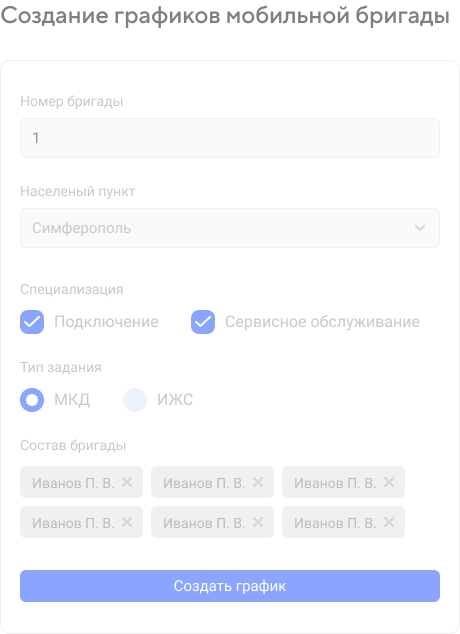 Создание графиков мобильной бригады
Номер бригады
1
Населеный пункт
Симферополь
Специализация
Подключение Сервисное обслуживание
Тип задания
МКД ИЖС
Состав бригады
Иванов П. В. Иванов П. В. Иванов П. В.
Иванов П. В. Иванов П. В. Иванов П. В.
Создать график